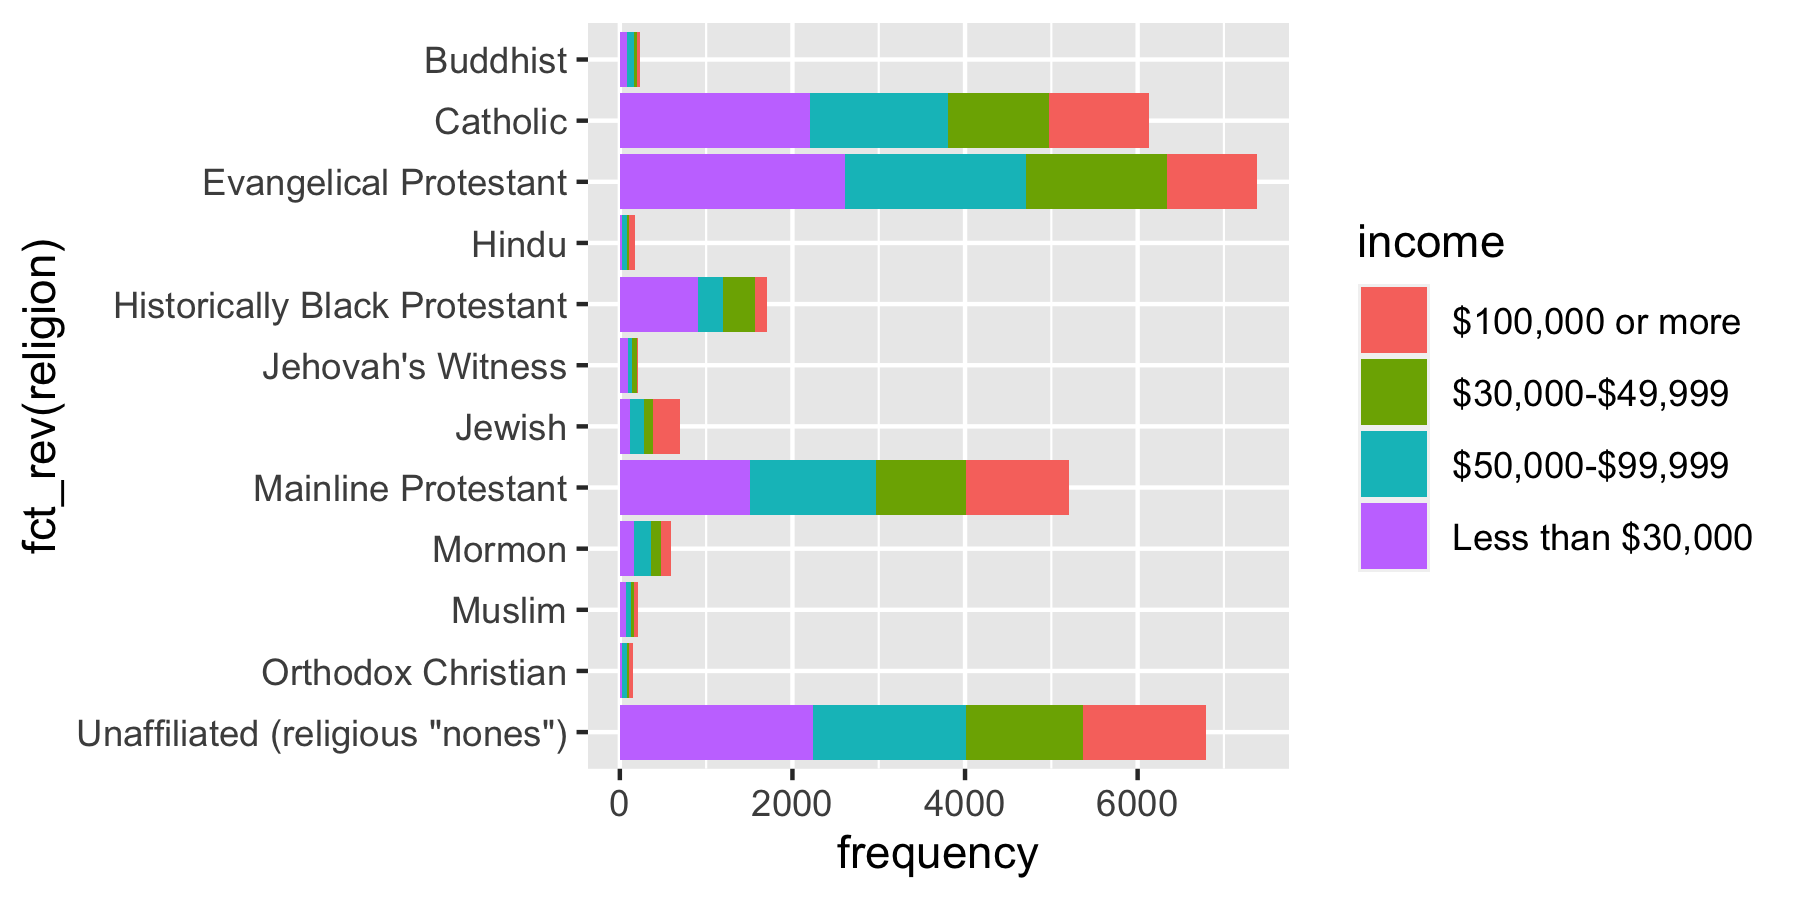 fct_rev(religion)
Buddhist
Catholic
Evangelical Protestant
Hindu
Historically Black Protestant
Jehovah's Witness
Jewish
Mainline Protestant
Mormon
Muslim
Orthodox Christian
Unaffiliated (religious "nones")
0 2000 4000 6000
frequency
income
$100,000 or more
$30,000-$49,999
$50,000-$99,999
Less than $30,000